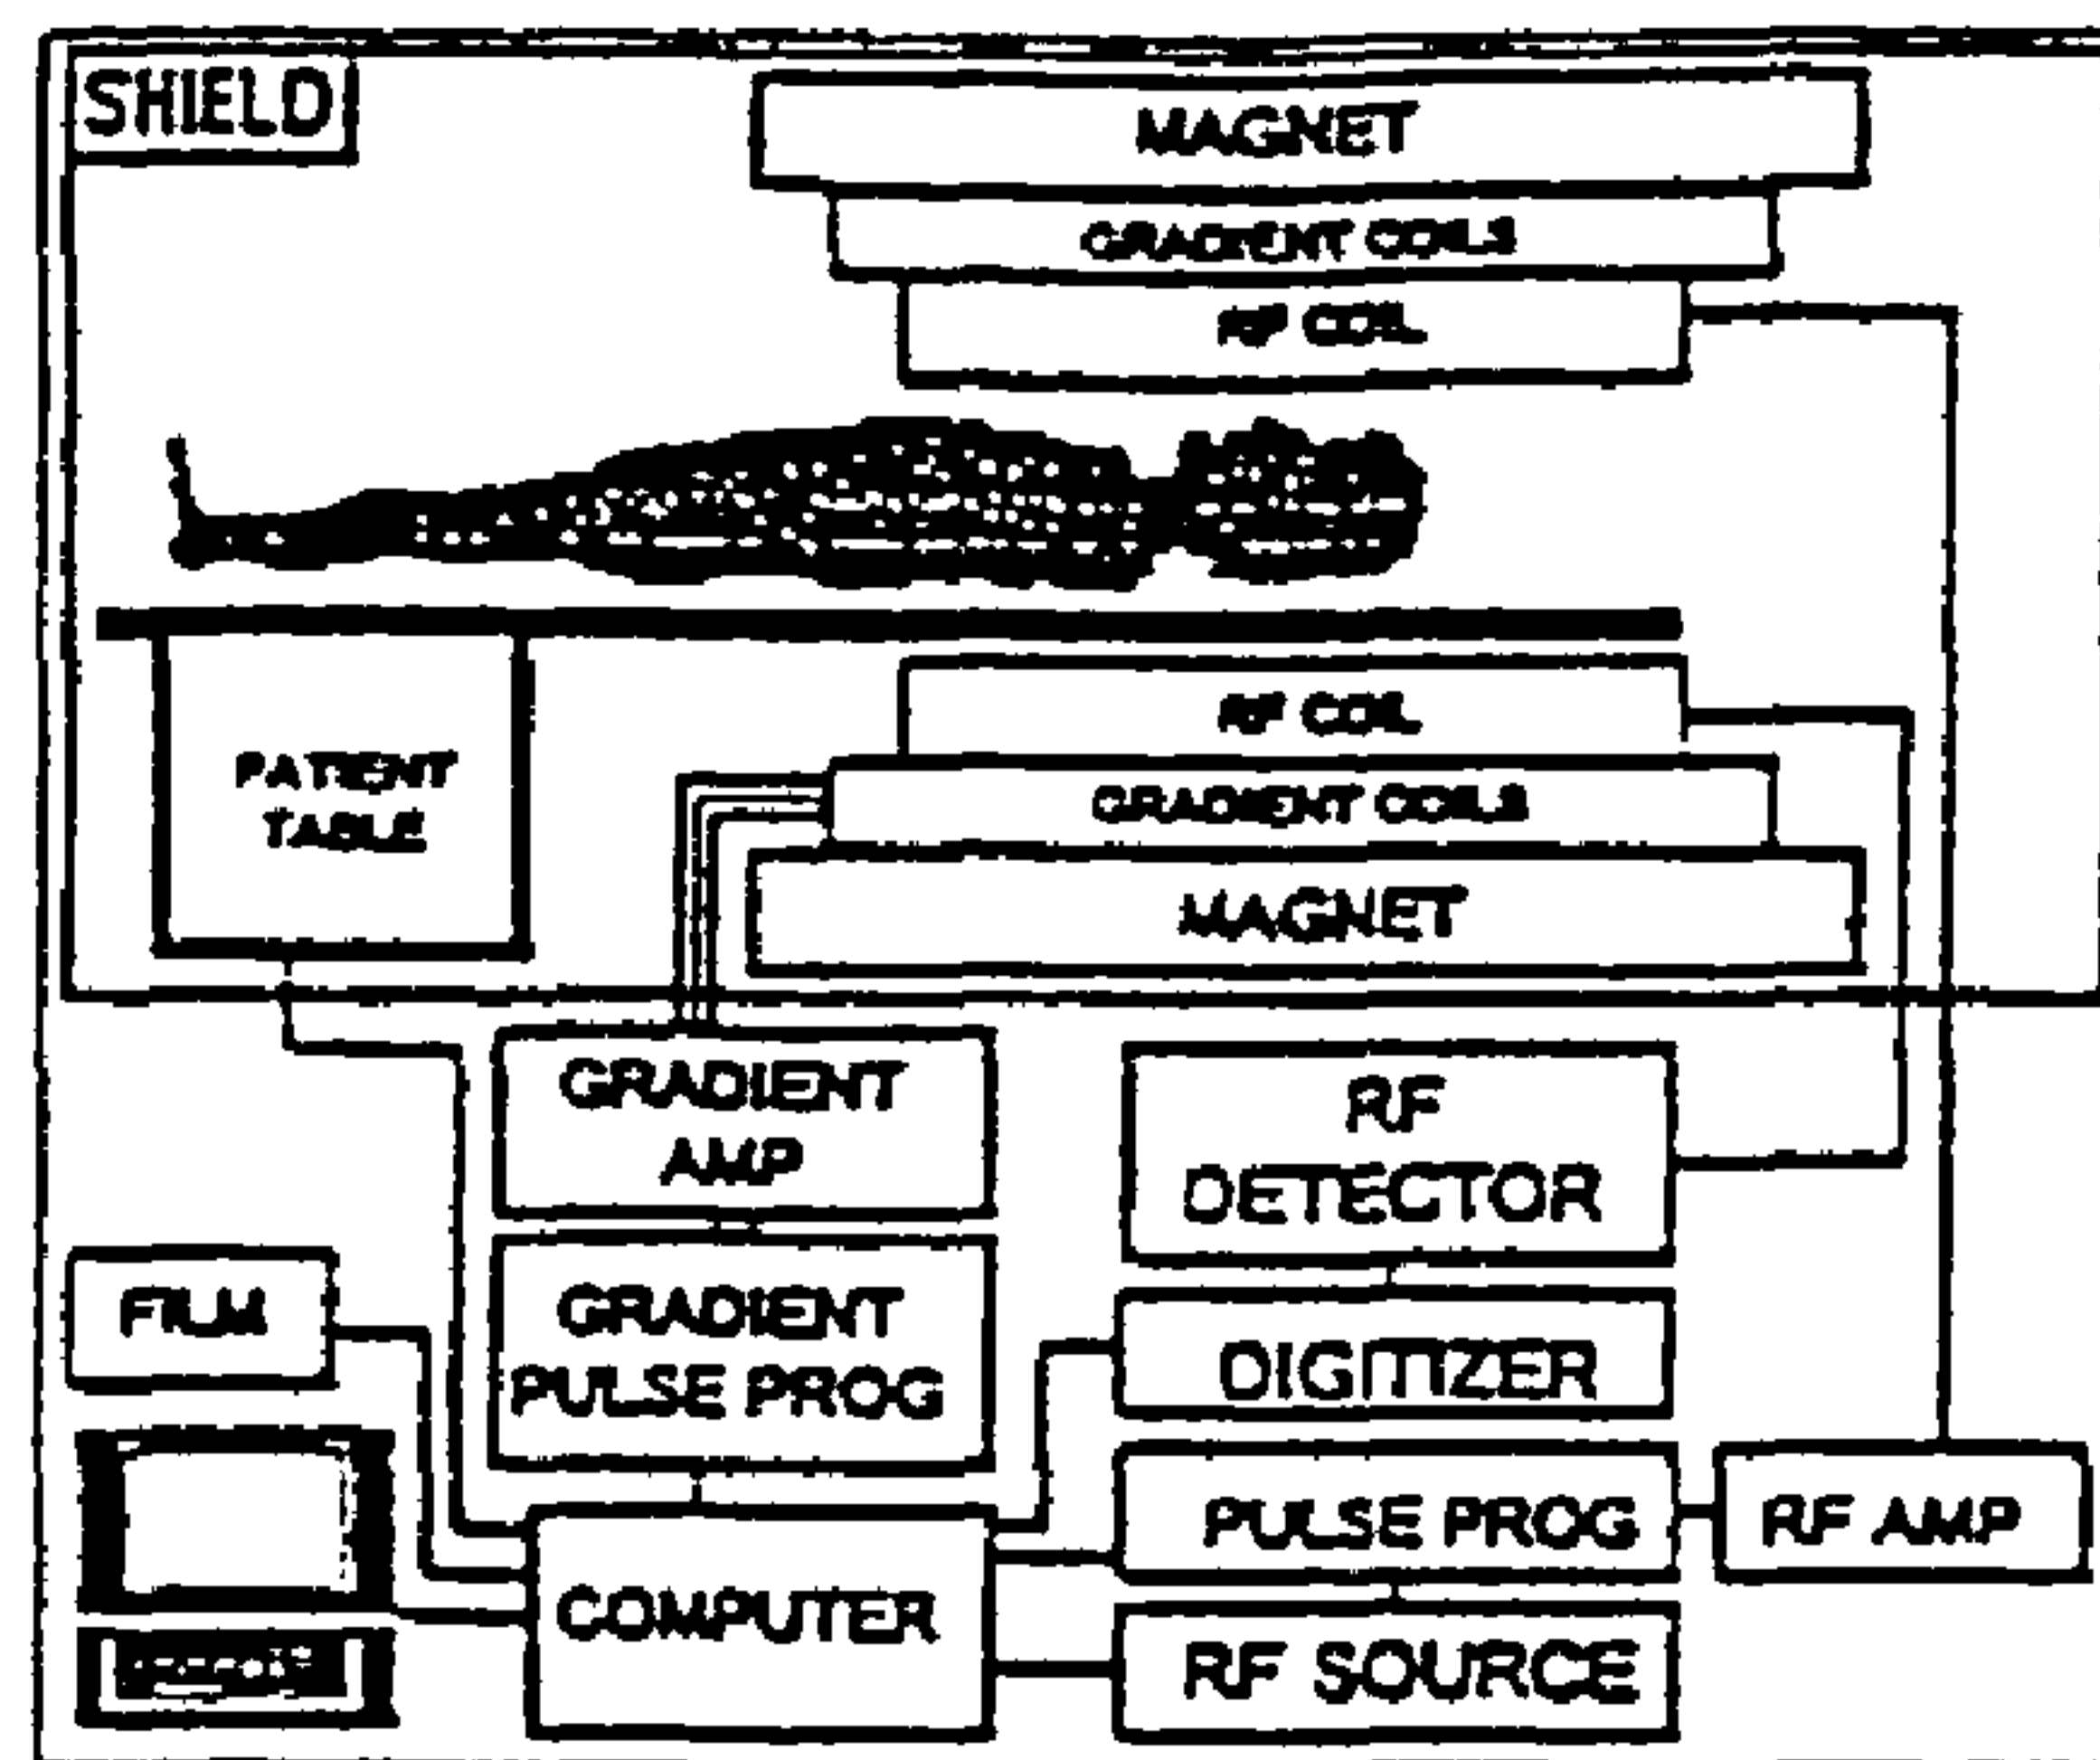 SHIELD
MAGNET
GRADIENT COILS
RF COIL
RF COIL
PATIENT
TABLE
GRADIENT COILS
MAGNET
GRADIENT
AMP
RF
DETECTOR
FILM
GRADIENT
PULSE PROG
DIGITIZER
PULSE PROG
RF AMP
COMPUTER
RF SOURCE